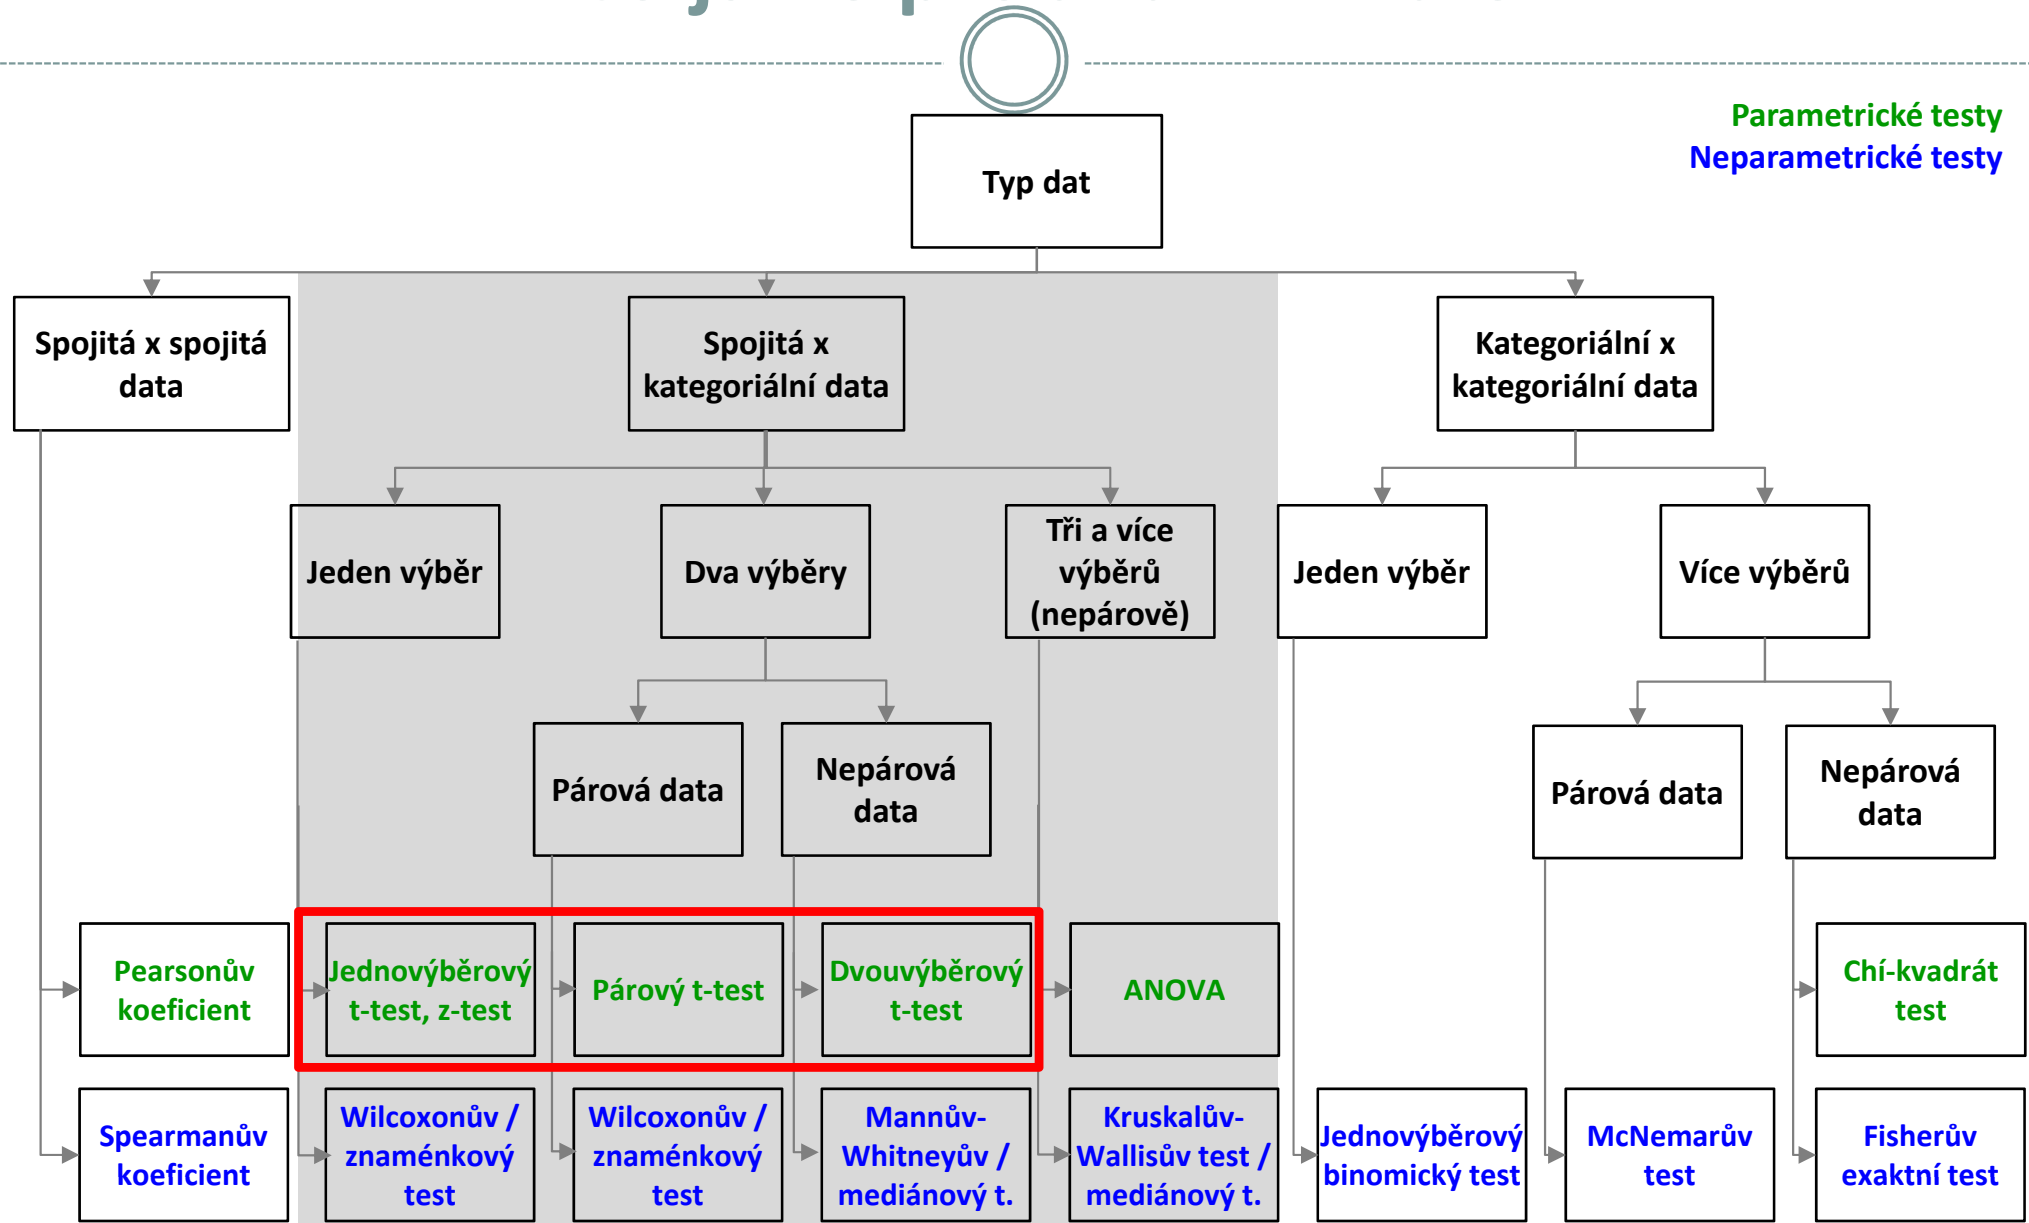 Parametrické testy
Neparametrické testy
Typ dat
Spojitá x spojitá
data
Spojitá x
kategoriální data
Kategoriální x
kategoriální data
Jeden výběr
Dva výběry
Tři a více
výběrů
(nepárově)
Jeden výběr
Více výběrů
Párová data
Nepárová
data
Párová data
Nepárová
data
Pearsonův
koeficient
Jednovýběrový
t-test, z-test
Párový t-test
Dvouvýběrový
t-test
ANOVA
Chí-kvadrát
test
Spearmanův
koeficient
Wilcoxonův /
znaménkový
test
Wilcoxonův /
znaménkový
test
Mannův-
Whitneyův /
mediánový t.
Kruskalův-
Wallisův test /
mediánový t.
Jednovýběrový
binomický test
McNemarův
test
Fisherův
exaktní test